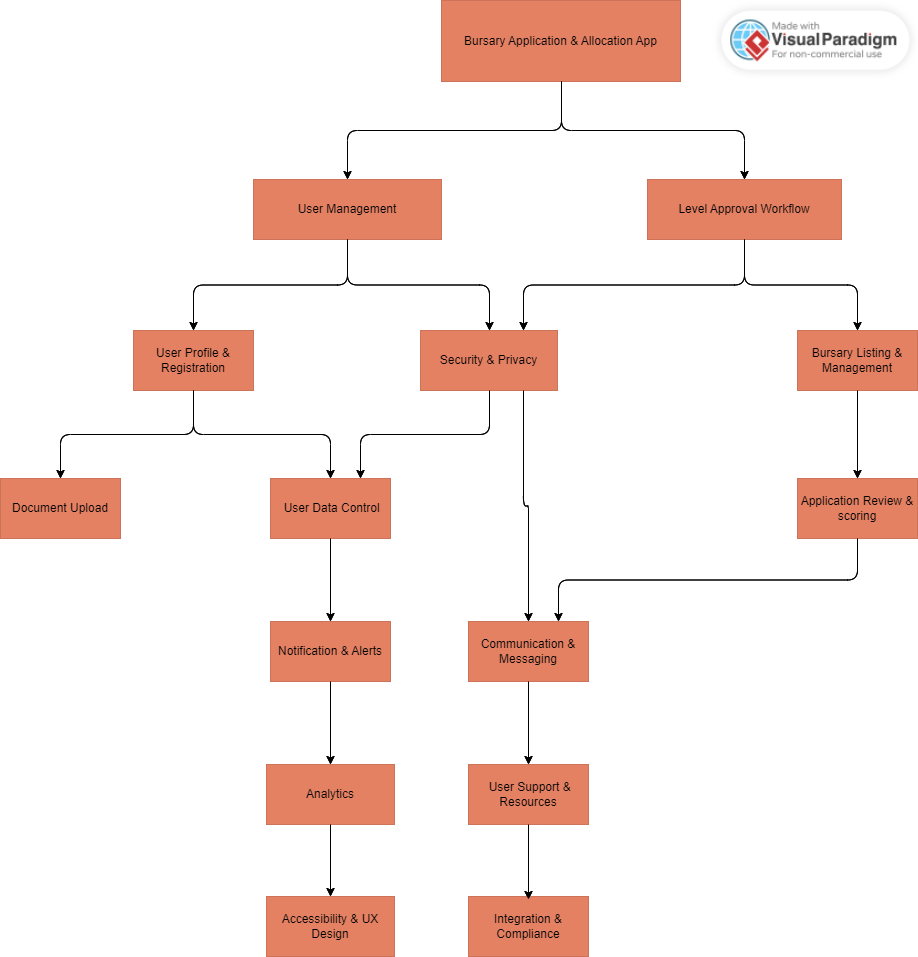 Bursary Application & Allocation App
Made with
Visual Paradigm
For non-commercial use
User Management
Level Approval Workflow
User Profile &
Registration
Security & Privacy
Bursary Listing &
Management
Document Upload
User Data Control
Application Review &
scoring
Notification & Alerts
Communication &
Messaging
Analytics
User Support &
Resources
Accessibility & UX
Design
Integration &
Compliance